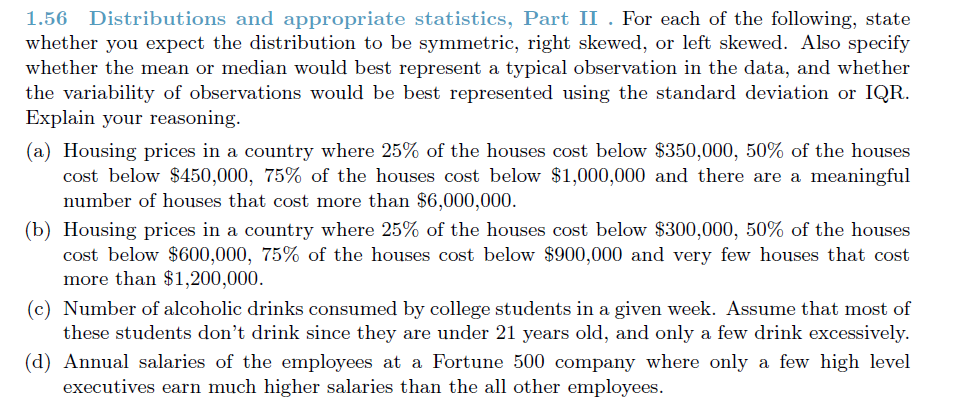 1.56 Distributions and appropriate statistics, Part II . For each of the following, state
whether you expect the distribution to be symmetric, right skewed, or left skewed. Also specify
whether the mean or median would best represent a typical observation in the data, and whether
the variability of observations would be best represented using the standard deviation or IQR.
Explain your reasoning.
(a) Housing prices in a country where 25% of the houses cost below $350,000, 50% of the houses
cost below $450,000, 75% of the houses cost below $1,000,000 and there are a meaningful
number of houses that cost more than $6,000,000.
(b) Housing prices in a country where 25% of the houses cost below $300,000, 50% of the houses
cost below $600,000, 75% of the houses cost below $900,000 and very few houses that cost
more than $1,200,000.
(c) Number of alcoholic drinks consumed by college students in a given week. Assume that most of
these students don't drink since they are under 21 years old, and only a few drink excessively.
(d) Annual salaries of the employees at a Fortune 500 company where only a few high level
executives earn much higher salaries than the all other employees.